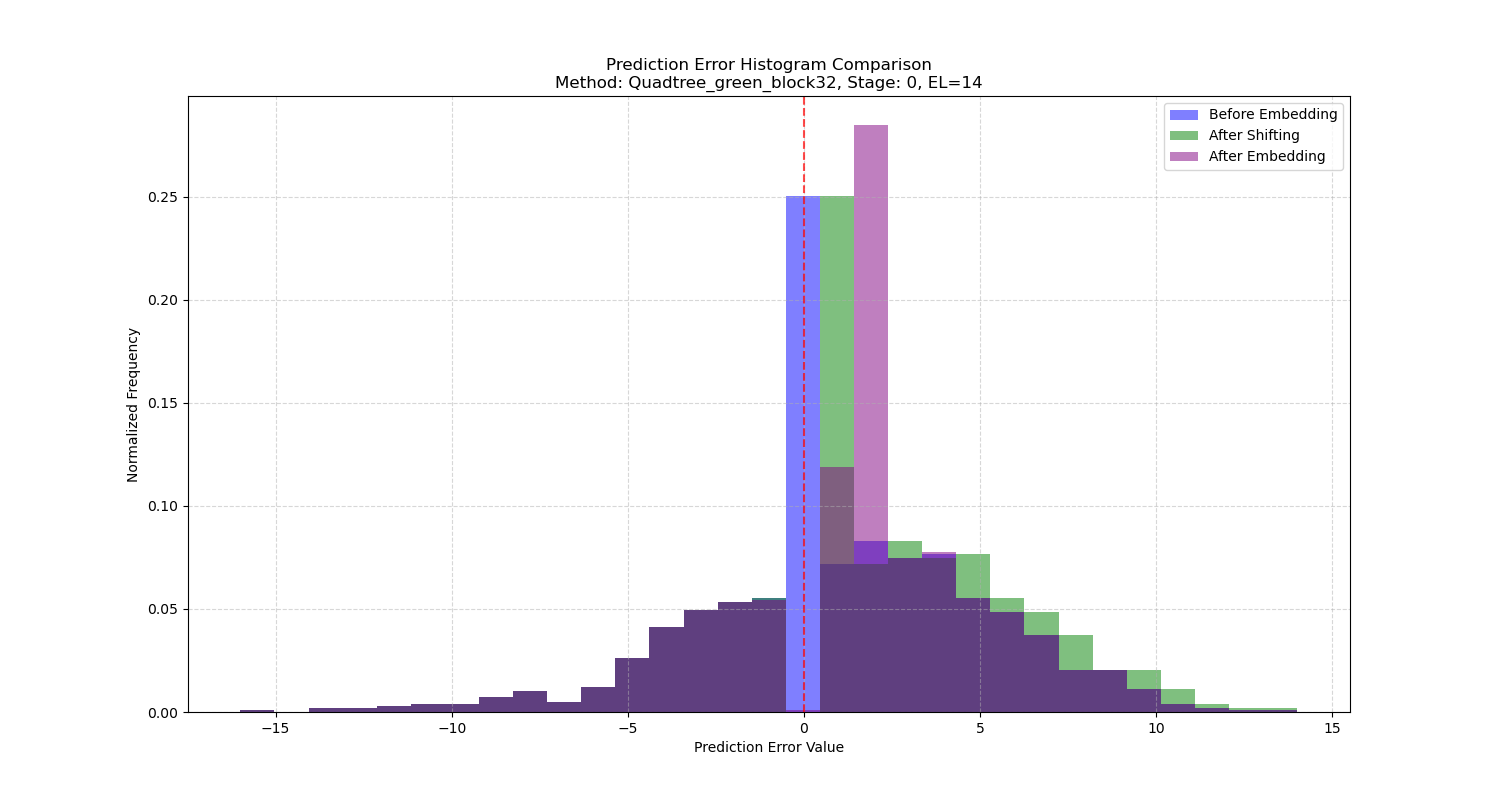 Prediction Error Histogram Comparison
Method: Quadtree_green_block32, Stage: 0, EL=14
Before Embedding
After Shifting
After Embedding
Normalized Frequency
0.25
0.20
0.15
0.10
0.05
0.00
−15
−10
−5
0
5
10
15
Prediction Error Value